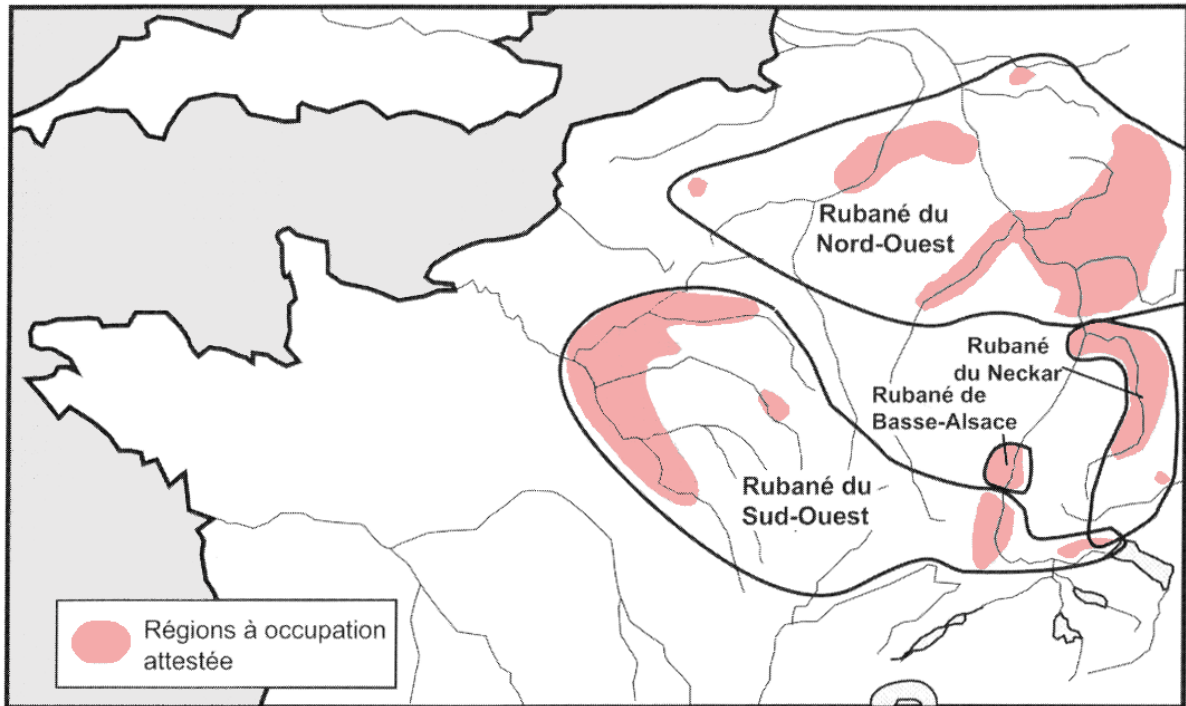 Rubané du
Nord-Ouest
Rubané
du Neckar
Rubané de
Basse-Alsace
Rubané du
Sud-Ouest
Régions à occupation
attestée